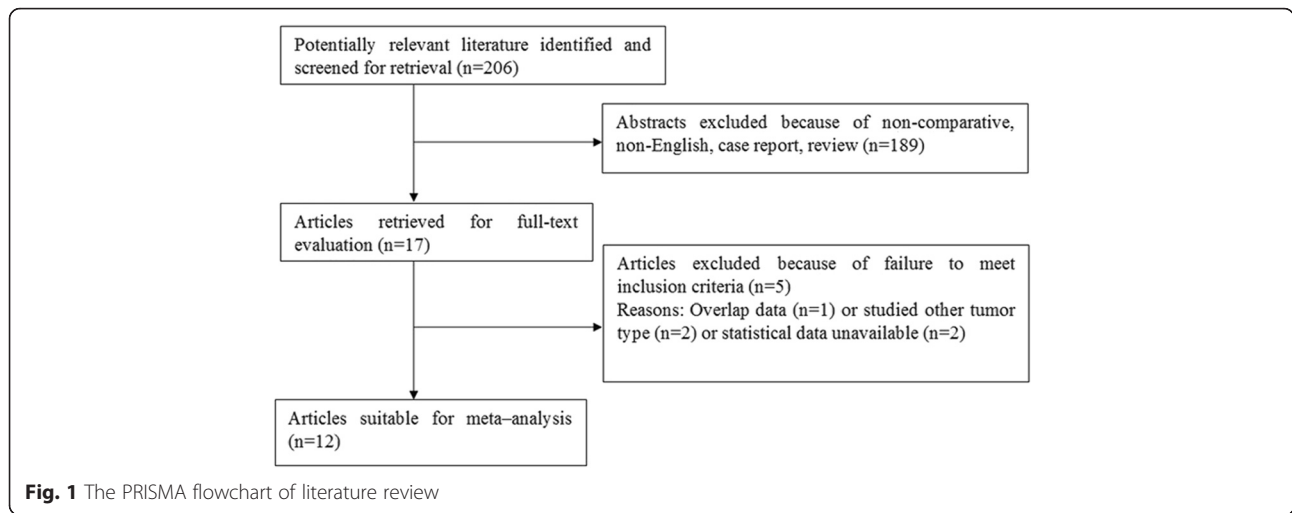 Potentially relevant literature identified and
screened for retrieval (n=206)
Abstracts excluded because of non-comparative,
non-English, case report, review (n=189)
Articles retrieved for full-text
evaluation (n=17)
Articles excluded because of failure to meet
inclusion criteria (n=5)
Reasons: Overlap data (n=1) or studied other tumor
type (n=2) or statistical data unavailable (n=2)
Articles suitable for meta–analysis
(n=12)
Fig. 1 The PRISMA flowchart of literature review